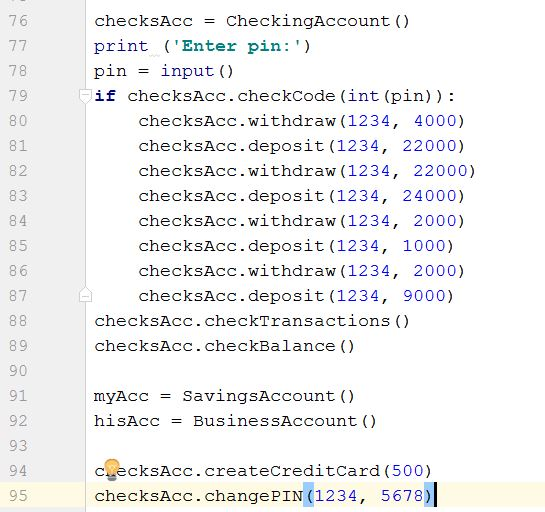 76 checksAcc = CheckingAccount()
77 print ('Enter pin:')
78 pin = input()
79 if checksAcc.checkCode(int(pin)):
80     checksAcc.withdraw(1234, 4000)
81     checksAcc.deposit(1234, 22000)
82     checksAcc.withdraw(1234, 22000)
83     checksAcc.deposit(1234, 24000)
84     checksAcc.withdraw(1234, 2000)
85     checksAcc.deposit(1234, 1000)
86     checksAcc.withdraw(1234, 2000)
87     checksAcc.deposit(1234, 9000)
88 checksAcc.checkTransactions()
89 checksAcc.checkBalance()
90
91 myAcc = SavingsAccount()
92 hisAcc = BusinessAccount()
93
94 checksAcc.createCreditCard(500)
95 checksAcc.changePIN(1234, 5678)